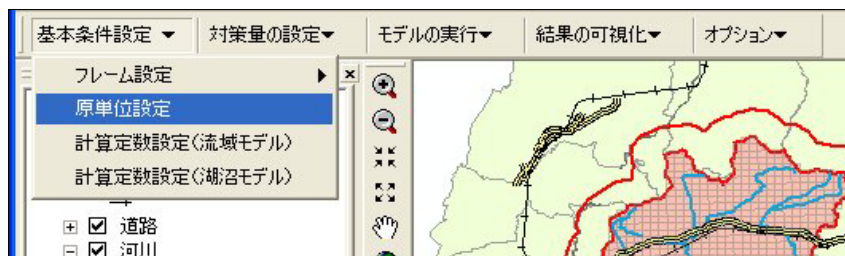 基本条件設定 ▼ 対策量の設定▼ モデルの実行▼ 結果の可視化▼ オプション▼
フレーム設定
原単位設定
計算定数設定(流域モデル)
計算定数設定(湖沼モデル)
道路
河川